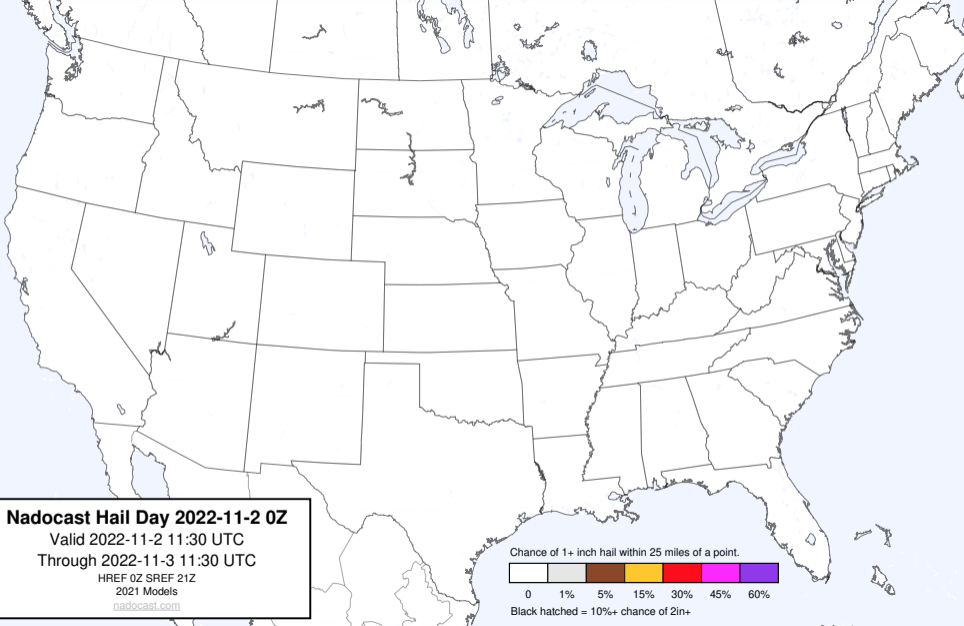 Nadocast Hail Day 2022-11-2 0Z
Valid 2022-11-2 11:30 UTC
Through 2022-11-3 11:30 UTC
HREF 0Z SREF 21Z
2021 Models
nadocast.com
Chance of 1+ inch hail within 25 miles of a point.
0 1% 5% 15% 30% 45% 60%
Black hatched = 10%+ chance of 2in+